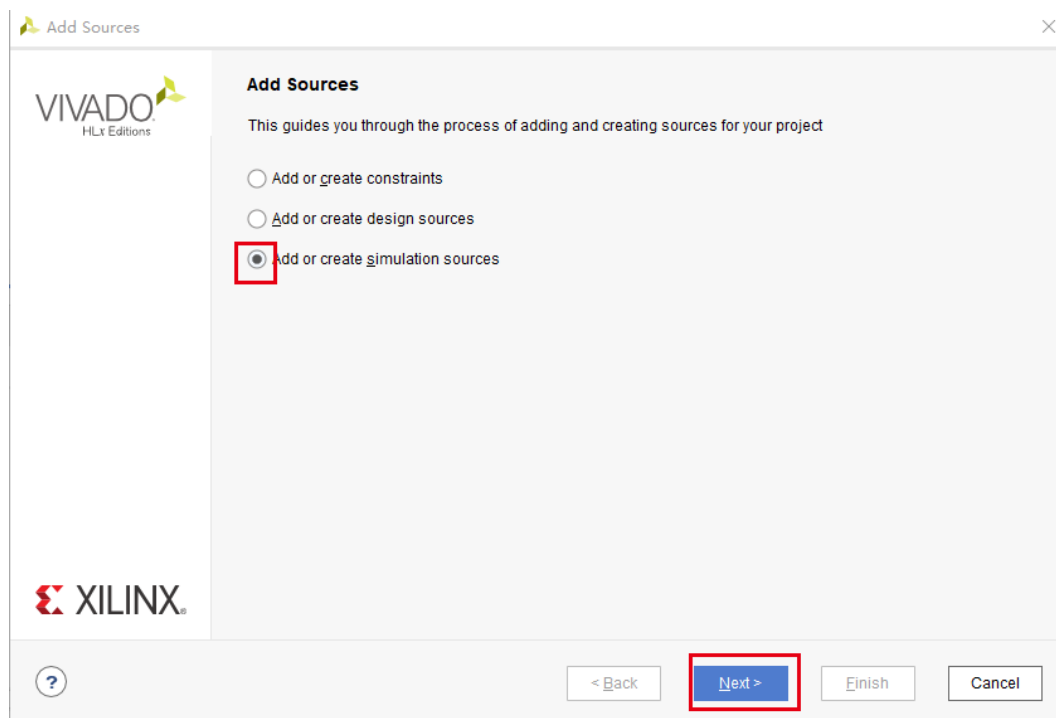 Add Sources
VIVADO
HLx Editions
Add Sources
This guides you through the process of adding and creating sources for your project
Add or create constraints
Add or create design sources
Add or create simulation sources
XILINX
?
< Back
Next >
Finish
Cancel